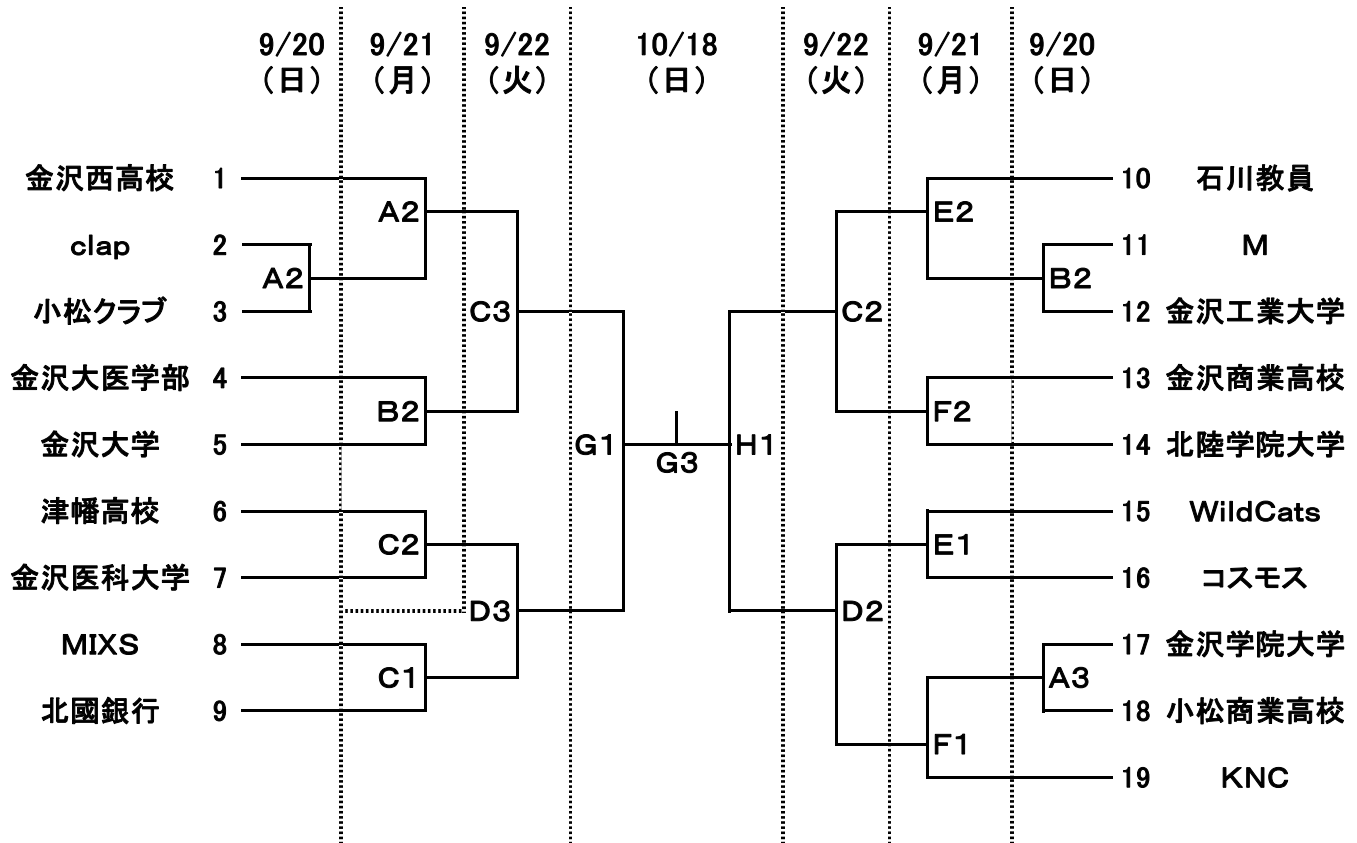 9/20 9/21 9/22 10/18 9/22 9/21 9/20
(日) (月) (火) (日) (火) (月) (日)
金沢西高校 1 10 石川教員
A2 E2
clap 2 11 M
A2 B2
小松クラブ 3 C3 C2 12 金沢工業大学
金沢大医学部 4 13 金沢商業高校
B2 F2
金沢大学 5 G1 H1 14 北陸学院大学
G3
津幡高校 6 15 WildCats
C2 E1
金沢医科大学 7 16 コスモス
D3 D2
MIXS 8 17 金沢学院大学
C1 A3
北國銀行 9 18 小松商業高校
F1
19 KNC